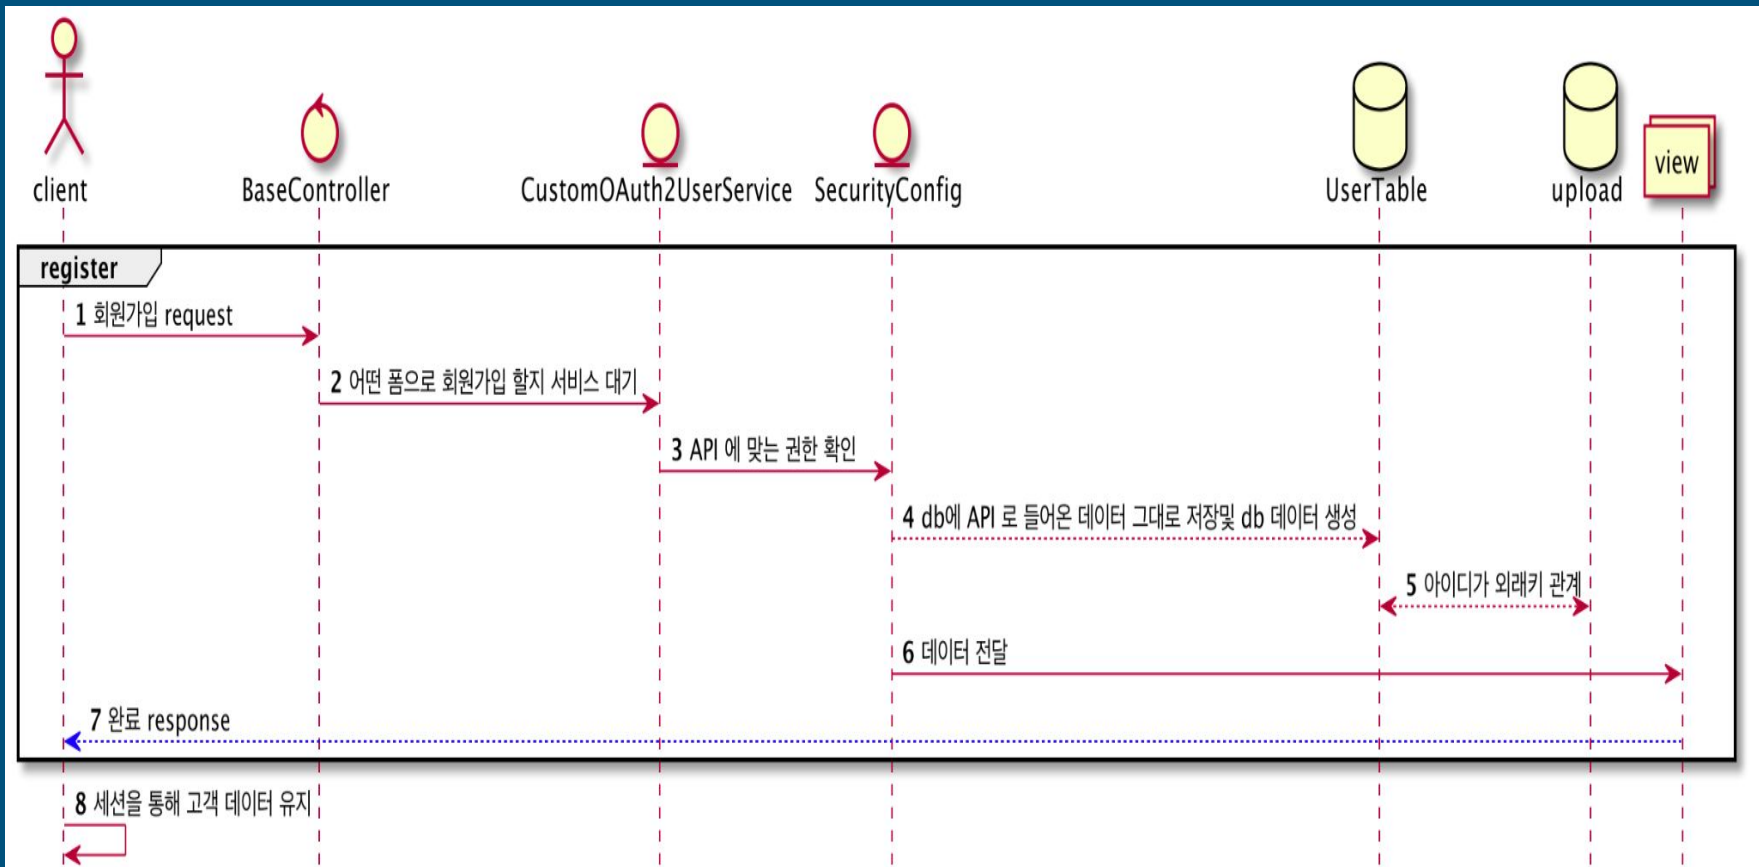 client
BaseController
CustomOAuth2UserService
SecurityConfig
UserTable
upload
view
register
1 회원가입 request
2 어떤 폼으로 회원가입 할지 서비스 대기
3 API 에 맞는 권한 확인
4 db에 API 로 들어온 데이터 그대로 저장및 db 데이터 생성
5 아이디가 외래키 관계
6 데이터 전달
7 완료 response
8 세션을 통해 고객 데이터 유지